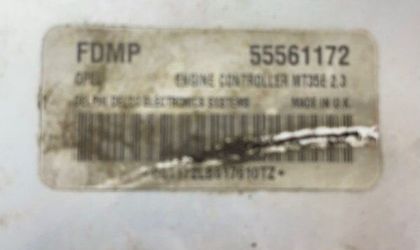 FDMP 55561172
OPEL ENGINE CONTROLLER MT35E 2.3
DELPHI DELCO ELECTRONICS SYSTEMS MADE IN U.K.